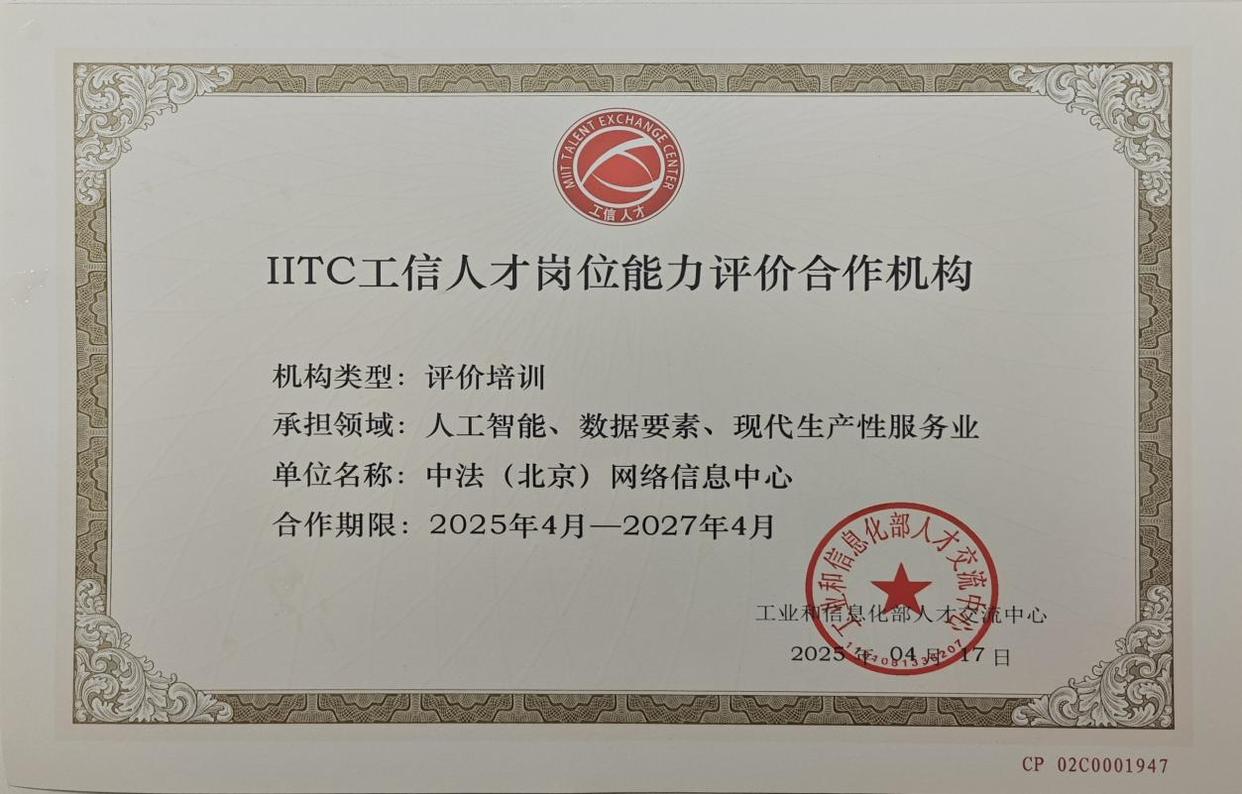 MIIT TALENT EXCHANGE CENTER
工信人才
IITC工信人才岗位能力评价合作机构
机构类型：评价培训
承担领域：人工智能、数据要素、现代生产性服务业
单位名称：中法（北京）网络信息中心
合作期限：2025年4月—2027年4月
工业和信息化部人才交流中心
工业和信息化部人才交流中心
2025 年 04 月 17 日
CP 02C0001947